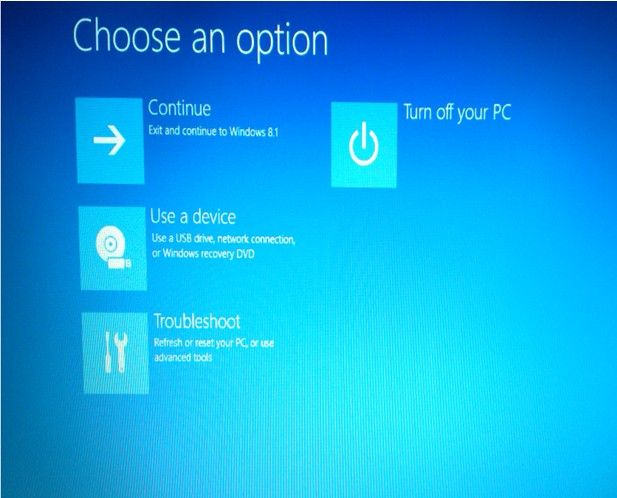 Choose an option
Continue
Exit and continue to Windows 8.1
Turn off your PC
Use a device
Use a USB drive, network connection,
or Windows recovery DVD
Troubleshoot
Refresh or reset your PC, or use
advanced tools